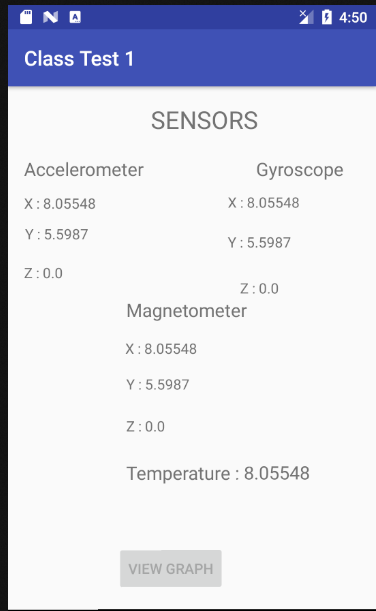 4:50
Class Test 1
SENSORS
Accelerometer
X : 8.05548
Y : 5.5987
Z : 0.0
Gyroscope
X : 8.05548
Y : 5.5987
Z : 0.0
Magnetometer
X : 8.05548
Y : 5.5987
Z : 0.0
Temperature : 8.05548
VIEW GRAPH